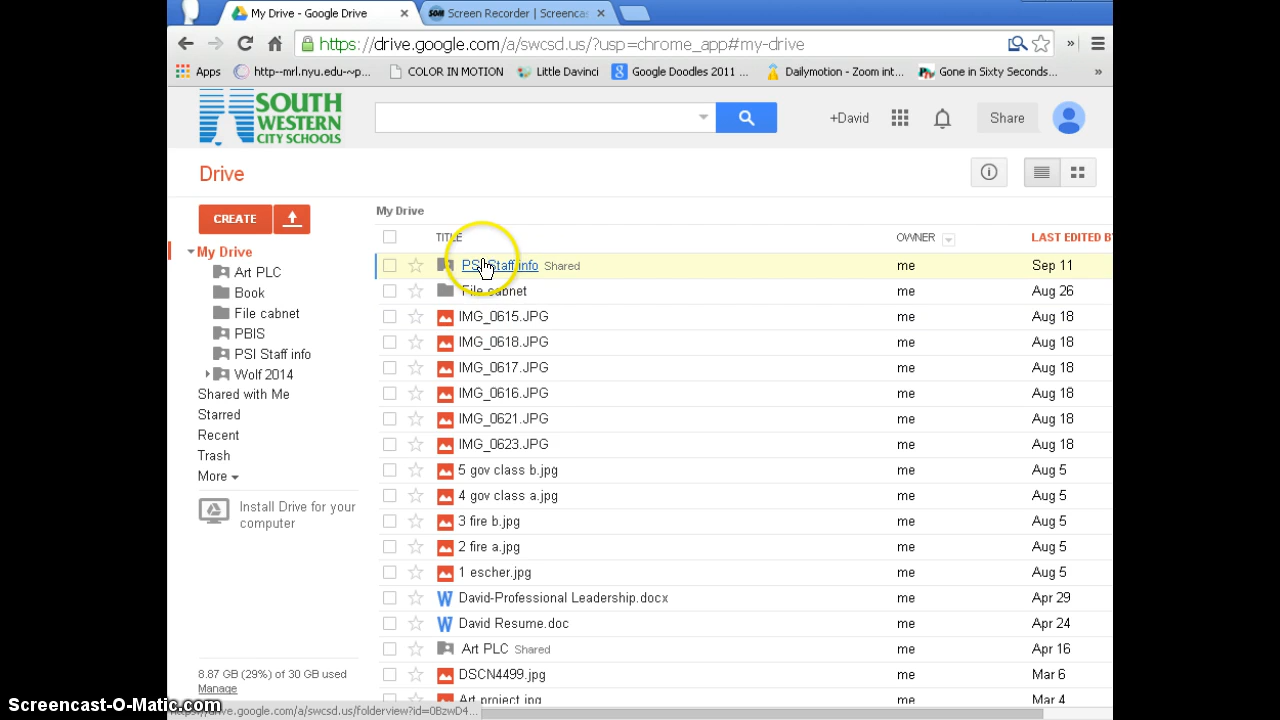 My Drive - Google Drive
Screen Recorder | Screencas
https://drive.google.com/a/swcsd.us/?usp=chrome_app#my-drive
Apps http--mrl.nyu.edu-~p... COLOR IN MOTION Little Davinci Google Doodles 2011 ... Dailymotion - Zoom int... Gone in Sixty Seconds...
SOUTH
WESTERN
CITY SCHOOLS
+David Share
Drive
CREATE
My Drive
Art PLC
Book
File cabnet
PBIS
PSI Staff info
Wolf 2014
Shared with Me
Starred
Recent
Trash
More
Install Drive for your
computer
8.87 GB (29%) of 30 GB used
Manage
My Drive
TITLE OWNER LAST EDITED B
PSI Staff info Shared me Sep 11
File cabnet me Aug 26
IMG_0615.JPG me Aug 18
IMG_0618.JPG me Aug 18
IMG_0617.JPG me Aug 18
IMG_0616.JPG me Aug 18
IMG_0621.JPG me Aug 18
IMG_0623.JPG me Aug 18
5 gov class b.jpg me Aug 5
4 gov class a.jpg me Aug 5
3 fire b.jpg me Aug 5
2 fire a.jpg me Aug 5
1 escher.jpg me Aug 5
David-Professional Leadership.docx me Apr 29
David Resume.doc me Apr 24
Art PLC Shared me Apr 16
DSCN4499.jpg me Mar 6
Art project.jpg me Mar 4
https://drive.google.com/a/swcsd.us/folderview?id=0BzwD4...
Screencast-O-Matic.com